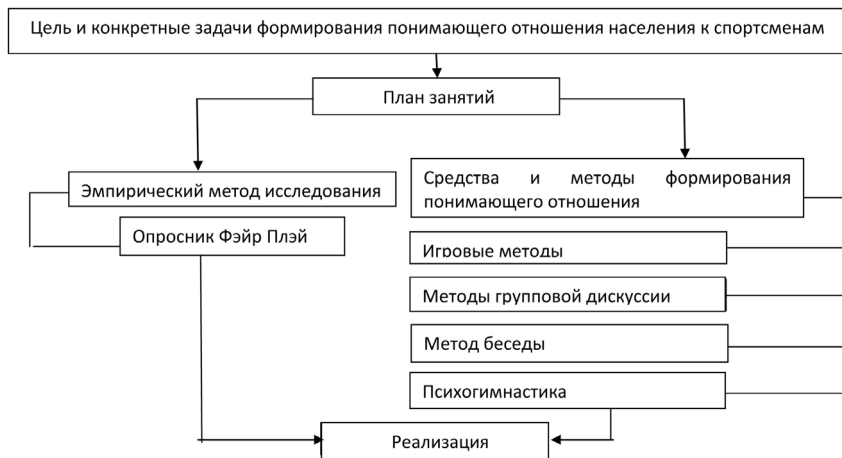 Цель и конкретные задачи формирования понимающего отношения населения к спортсменам
План занятий
Эмпирический метод исследования
Опросник Фэйр Плэй
Средства и методы формирования
понимающего отношения
Игровые методы
Методы групповой дискуссии
Метод беседы
Психогимнастика
Реализация